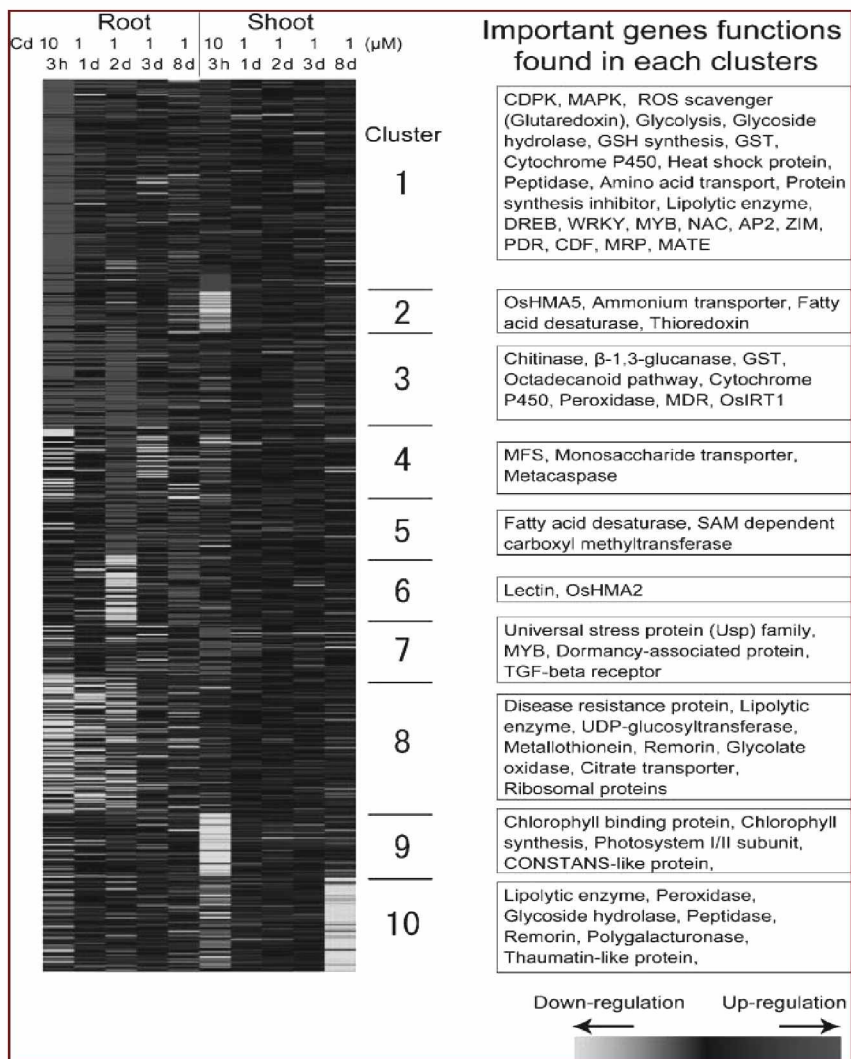 Root Shoot
Cd 10 1 1 1 1 10 1 1 1 1 (μM)
3h 1d 2d 3d 8d 3h 1d 2d 3d 8d
Important genes functions
found in each clusters
Cluster
1
CDPK, MAPK, ROS scavenger
(Glutaredoxin), Glycolysis, Glycoside
hydrolase, GSH synthesis, GST,
Cytochrome P450, Heat shock protein,
Peptidase, Amino acid transport, Protein
synthesis inhibitor, Lipolytic enzyme,
DREB, WRKY, MYB, NAC, AP2, ZIM,
PDR, CDF, MRP, MATE
2
OsHMA5, Ammonium transporter, Fatty
acid desaturase, Thioredoxin
3
Chitinase, β-1,3-glucanase, GST,
Octadecanoid pathway, Cytochrome
P450, Peroxidase, MDR, OsIRT1
4
MFS, Monosaccharide transporter,
Metacaspase
5
Fatty acid desaturase, SAM dependent
carboxyl methyltransferase
6
Lectin, OsHMA2
7
Universal stress protein (Usp) family,
MYB, Dormancy-associated protein,
TGF-beta receptor
8
Disease resistance protein, Lipolytic
enzyme, UDP-glucosyltransferase,
Metallothionein, Remorin, Glycolate
oxidase, Citrate transporter,
Ribosomal proteins
9
Chlorophyll binding protein, Chlorophyll
synthesis, Photosystem I/II subunit,
CONSTANS-like protein,
10
Lipolytic enzyme, Peroxidase,
Glycoside hydrolase, Peptidase,
Remorin, Polygalacturonase,
Thaumatin-like protein,
Down-regulation Up-regulation